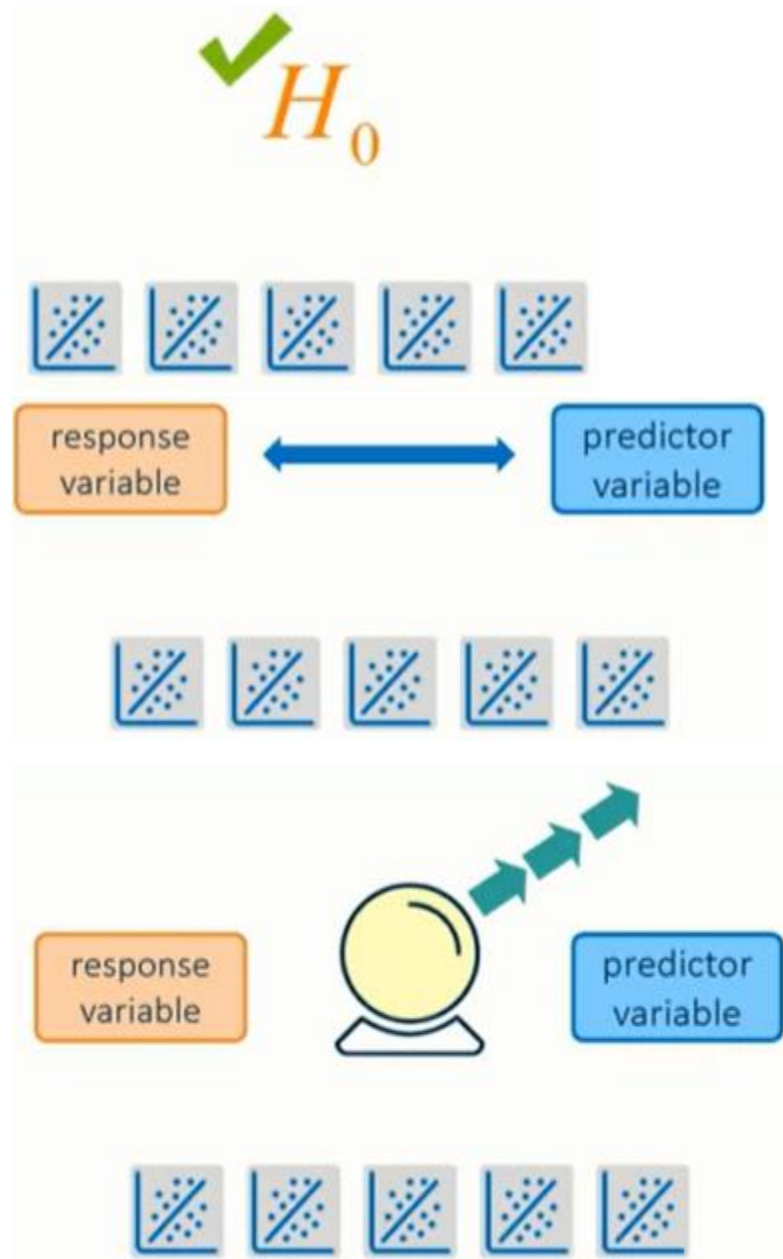 H₀
response
variable
predictor
variable
response
variable
predictor
variable